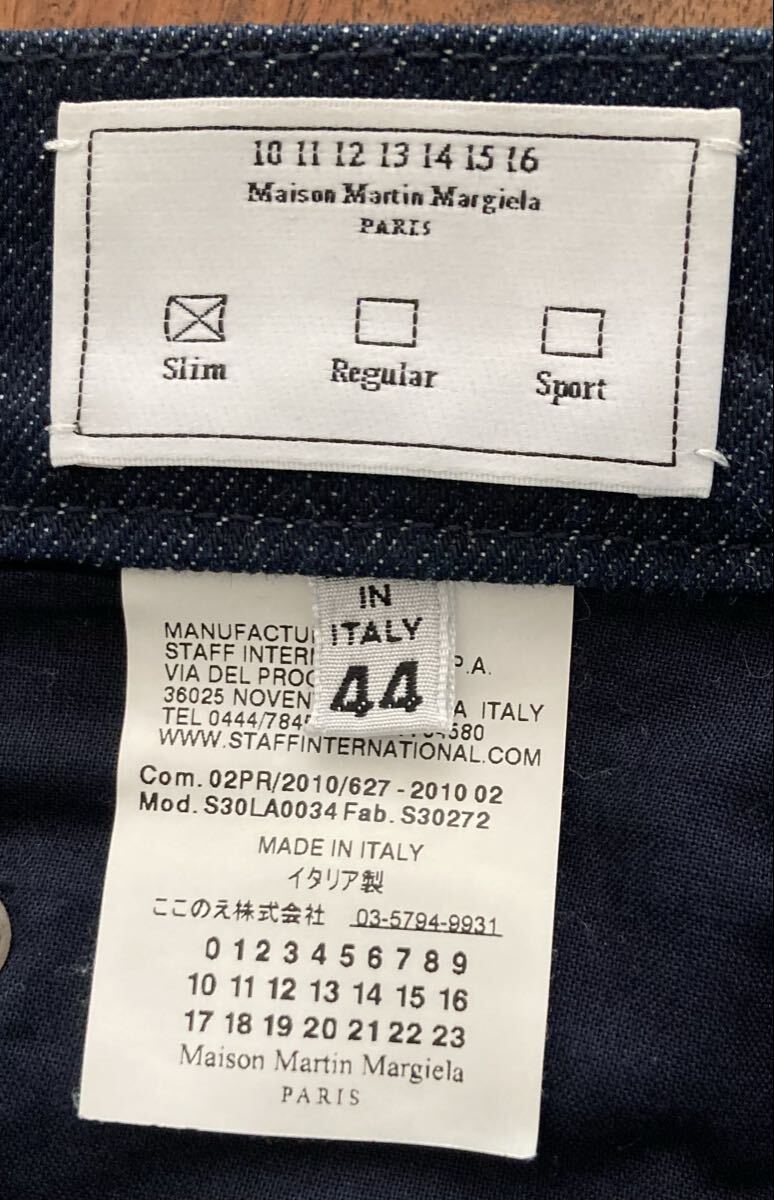 10 11 12 13 14 15 16
Maison Martin Margiela
PARIS
Slim Regular Sport
IN
ITALY
44
MANUFACTU
STAFF INTER P.A.
VIA DEL PROG
36025 NOVEN A ITALY
TEL 0444/784 580
WWW.STAFFINTERNATIONAL.COM
Com. 02PR/2010/627 - 2010 02
Mod. S30LA0034 Fab. S30272
MADE IN ITALY
イタリア製
ここのえ株式会社 03-5794-9931
0 1 2 3 4 5 6 7 8 9
10 11 12 13 14 15 16
17 18 19 20 21 22 23
Maison Martin Margiela
PARIS